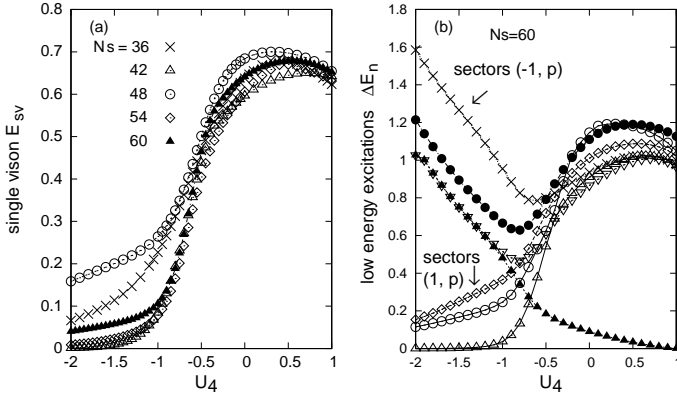 (a)
(b)
0.8
0.7
0.6
0.5
0.4
0.3
0.2
0.1
0
single vison E_sv
Ns = 36
42
48
54
60
-2 -1.5 -1 -0.5 0 0.5 1
U_4
1.8
1.6
1.4
1.2
1
0.8
0.6
0.4
0.2
0
low energy excitations ΔE_n
Ns=60
sectors (-1, p)
sectors
(1, p)
-2 -1.5 -1 -0.5 0 0.5 1
U_4